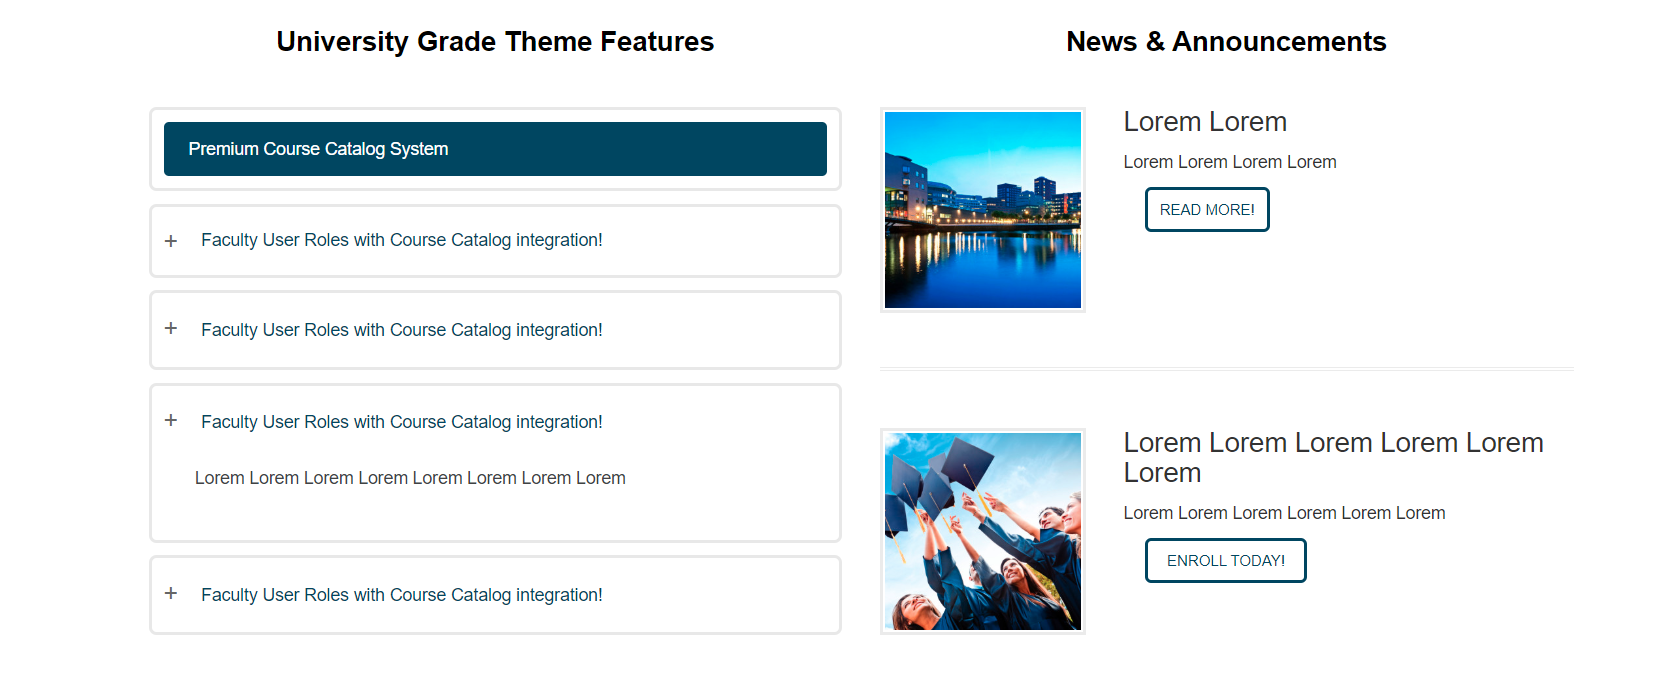 University Grade Theme Features
Premium Course Catalog System
+ Faculty User Roles with Course Catalog integration!
+ Faculty User Roles with Course Catalog integration!
+ Faculty User Roles with Course Catalog integration!
Lorem Lorem Lorem Lorem Lorem Lorem Lorem Lorem
+ Faculty User Roles with Course Catalog integration!
News & Announcements
Lorem Lorem
Lorem Lorem Lorem Lorem
READ MORE!
Lorem Lorem Lorem Lorem Lorem
Lorem
Lorem Lorem Lorem Lorem Lorem Lorem
ENROLL TODAY!